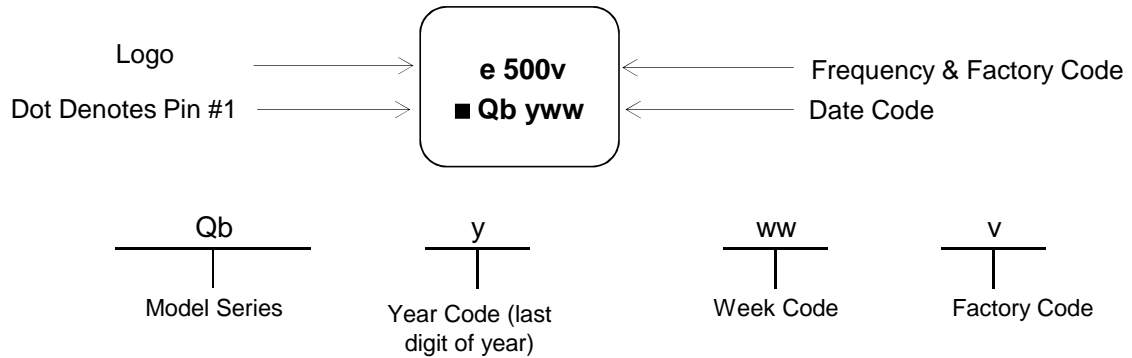 Logo
e 500v
Frequency & Factory Code
Dot Denotes Pin #1
■ Qb yww
Date Code
Qb
y
ww
v
Model Series
Year Code (last
digit of year)
Week Code
Factory Code